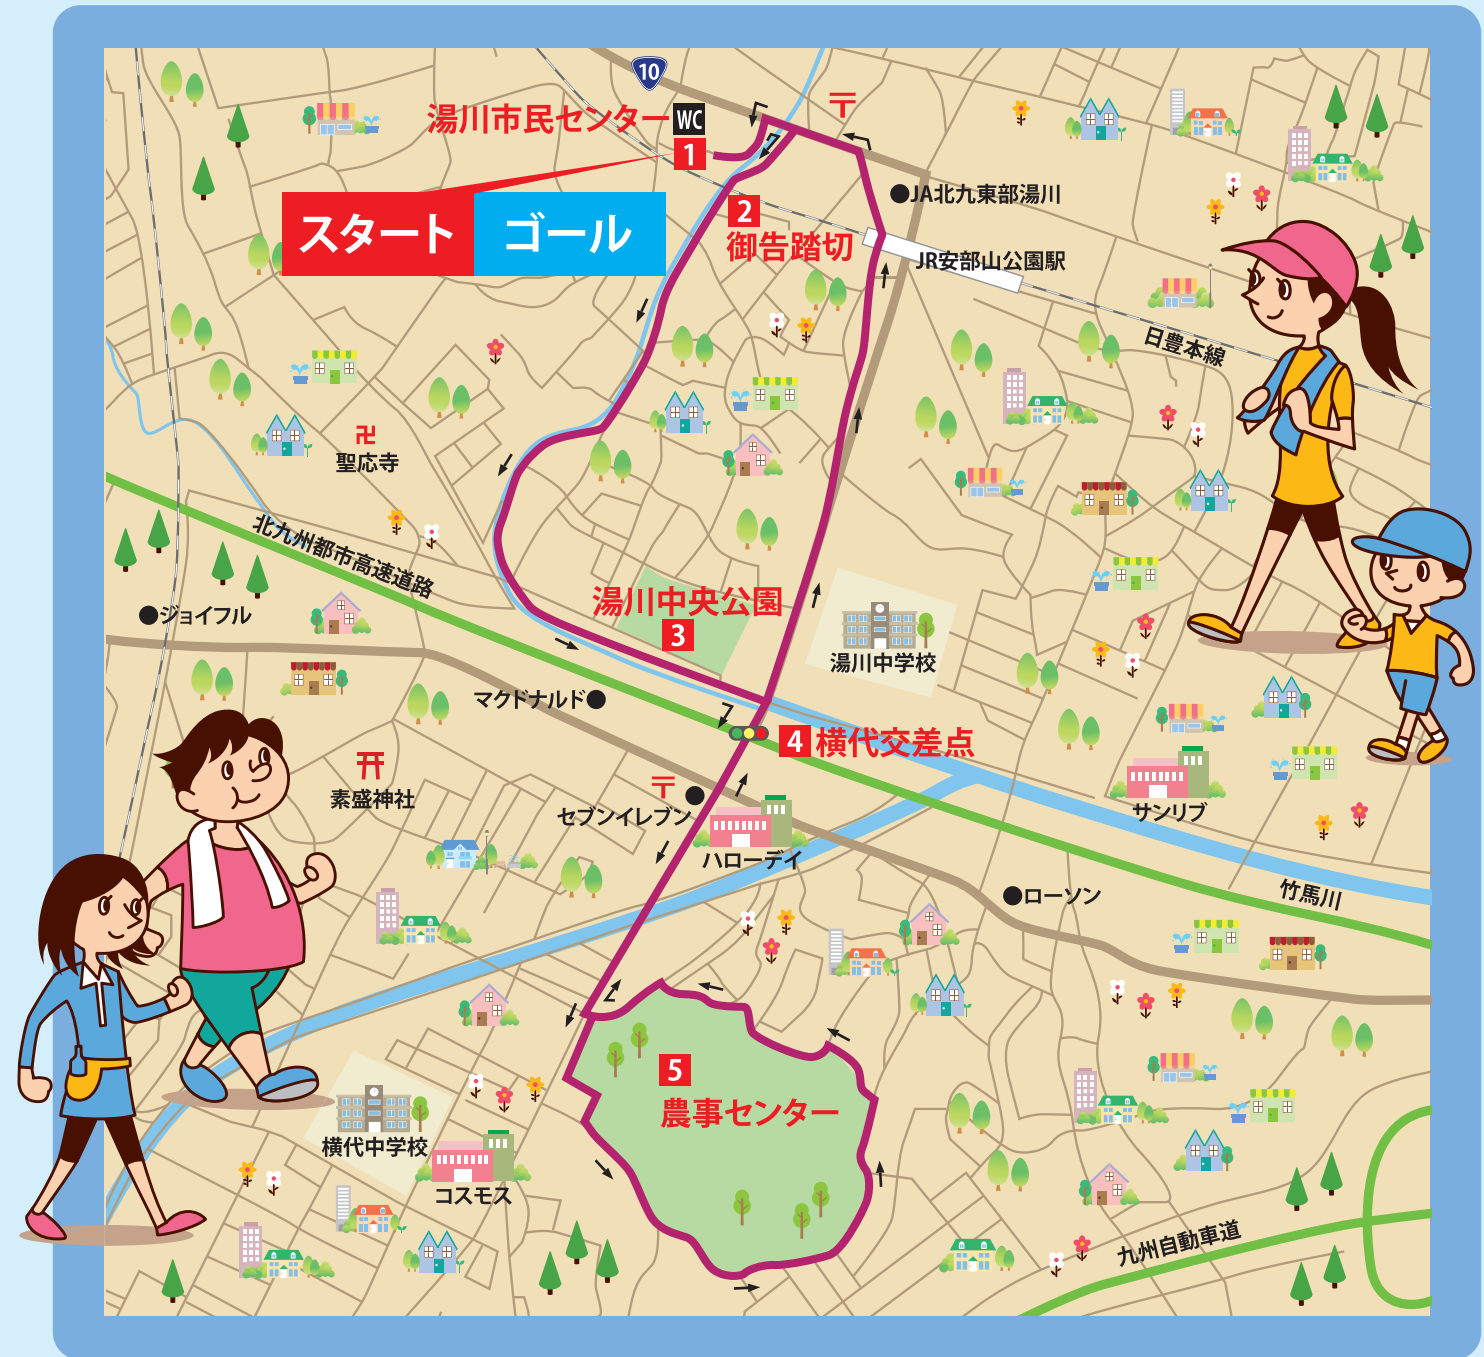 10
湯川市民センター
WC
1
〒
スタート
ゴール
JA北九東部湯川
2
御告踏切
JR安部山公園駅
日豊本線
卍
聖応寺
北九州都市高速道路
ジョイフル
湯川中央公園
3
湯川中学校
マクドナルド
4
横代交差点
素盛神社
〒
セブンイレブン
ハローデイ
サンリブ
竹馬川
ローソン
5
農事センター
横代中学校
コスモス
九州自動車道